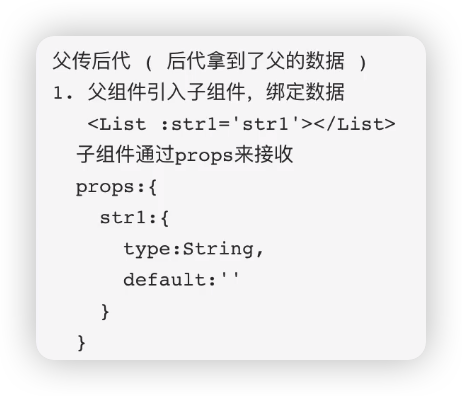 父传后代 ( 后代拿到了父的数据 )
1. 父组件引入子组件，绑定数据
<List :str1='str1'></List>
子组件通过props来接收
props:{
str1:{
type:String,
default:''
}
}